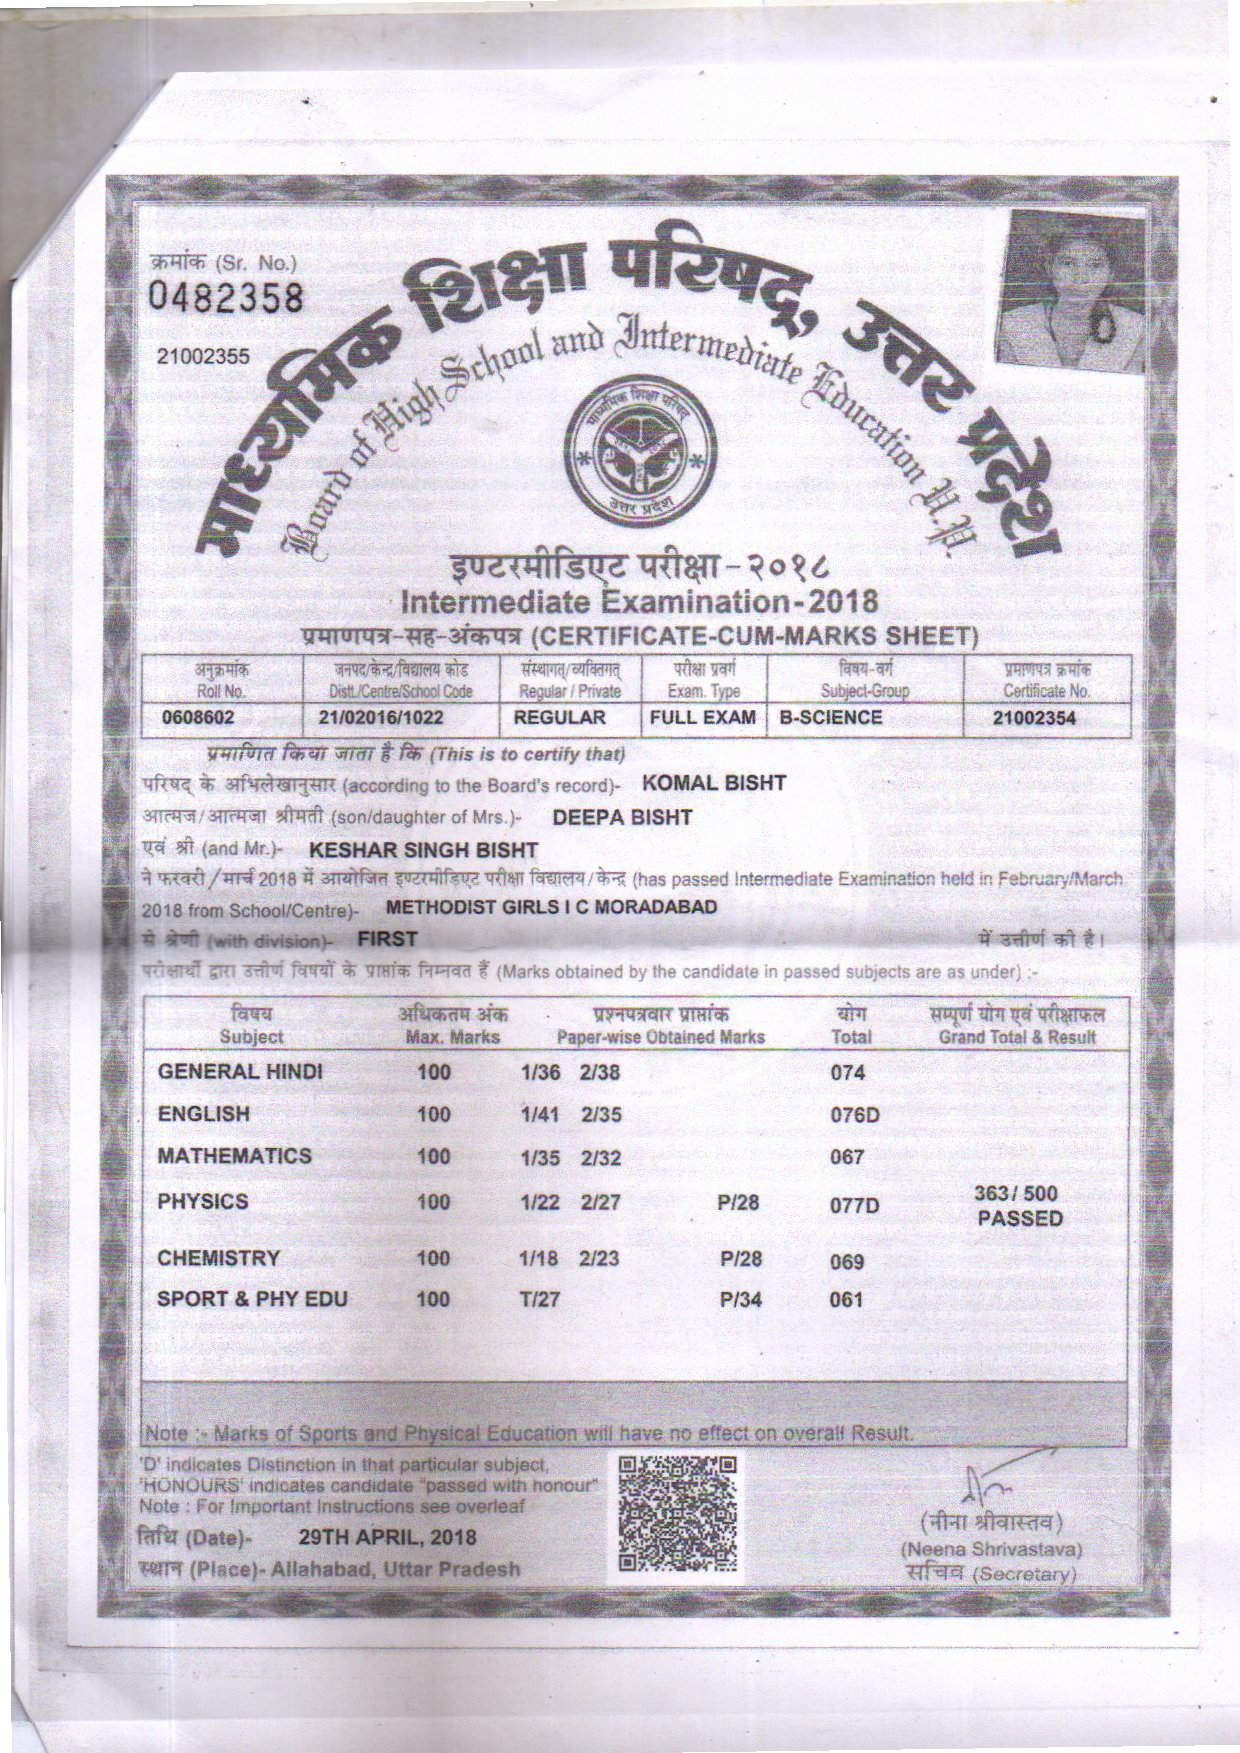 क्रमांक (Sr. No.)
0482358
21002355
माध्यमिक शिक्षा परिषद्, उत्तर प्रदेश
Board of High School and Intermediate Education U.P.
माध्यमिक शिक्षा परिषद्
उत्तर प्रदेश
इण्टरमीडिएट परीक्षा-२०१८
Intermediate Examination-2018
प्रमाणपत्र-सह-अंकपत्र (CERTIFICATE-CUM-MARKS SHEET)
अनुक्रमांक जनपद/केन्द्र/विद्यालय कोड संस्थागत्/व्यक्तिगत् परीक्षा प्रवर्ग विषय-वर्ग प्रमाणपत्र क्रमांक
Roll No. Distt./Centre/School Code Regular / Private Exam. Type Subject-Group Certificate No.
0608602 21/02016/1022 REGULAR FULL EXAM B-SCIENCE 21002354
प्रमाणित किया जाता है कि (This is to certify that)
परिषद् के अभिलेखानुसार (according to the Board's record)- KOMAL BISHT
आत्मज/आत्मजा श्रीमती (son/daughter of Mrs.)- DEEPA BISHT
एवं श्री (and Mr.)- KESHAR SINGH BISHT
ने फरवरी/मार्च 2018 में आयोजित इण्टरमीडिएट परीक्षा विद्यालय/केन्द्र (has passed Intermediate Examination held in February/March
2018 from School/Centre)- METHODIST GIRLS I C MORADABAD
से श्रेणी (with division)- FIRST में उत्तीर्ण की है।
परीक्षार्थी द्वारा उत्तीर्ण विषयों के प्राप्तांक निम्नवत हैं (Marks obtained by the candidate in passed subjects are as under) :-
विषय अधिकतम अंक प्रश्नपत्रवार प्राप्तांक योग सम्पूर्ण योग एवं परीक्षाफल
Subject Max. Marks Paper-wise Obtained Marks Total Grand Total & Result
GENERAL HINDI 100 1/36 2/38 074
ENGLISH 100 1/41 2/35 076D
MATHEMATICS 100 1/35 2/32 067
PHYSICS 100 1/22 2/27 P/28 077D 363/ 500
PASSED
CHEMISTRY 100 1/18 2/23 P/28 069
SPORT & PHY EDU 100 T/27 P/34 061
Note :- Marks of Sports and Physical Education will have no effect on overall Result.
'D' indicates Distinction in that particular subject,
'HONOURS' indicates candidate "passed with honour"
Note : For Important Instructions see overleaf
तिथि (Date)- 29TH APRIL, 2018
स्थान (Place)- Allahabad, Uttar Pradesh
(नीना श्रीवास्तव)
(Neena Shrivastava)
सचिव (Secretary)